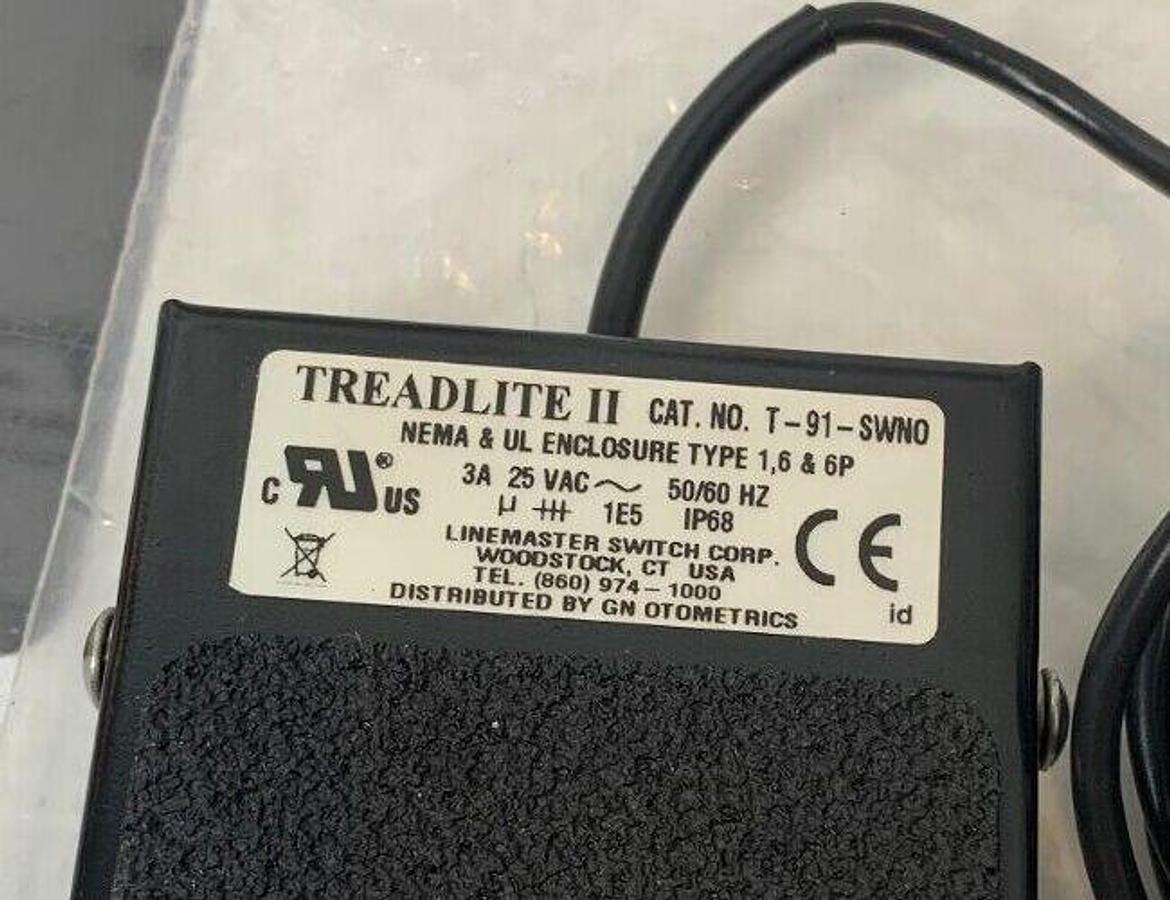 TREADLITE II CAT. NO. T-91-SWNO
NEMA & UL ENCLOSURE TYPE 1,6 & 6P
3A 25 VAC ~ 50/60 HZ
µ 1E5 IP68
C RU ® US
CE
LINEMASTER SWITCH CORP.
WOODSTOCK, CT USA
TEL. (860) 974-1000
DISTRIBUTED BY GN OTOMETRICS
id